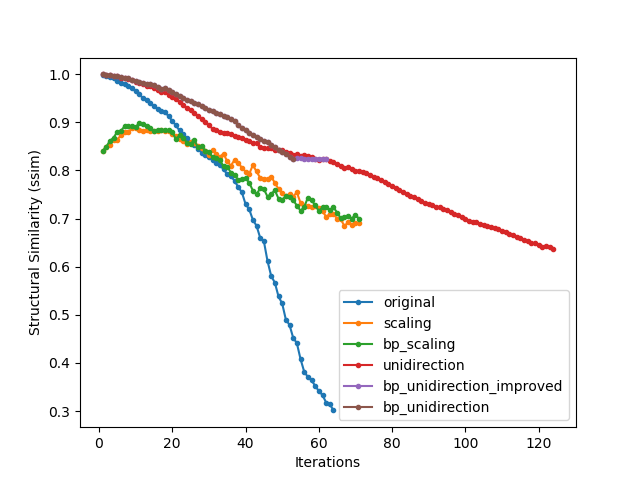 1.0
0.9
0.8
0.7
0.6
0.5
0.4
0.3
Structural Similarity (ssim)
0 20 40 60 80 100 120
Iterations
original
scaling
bp_scaling
unidirection
bp_unidirection_improved
bp_unidirection